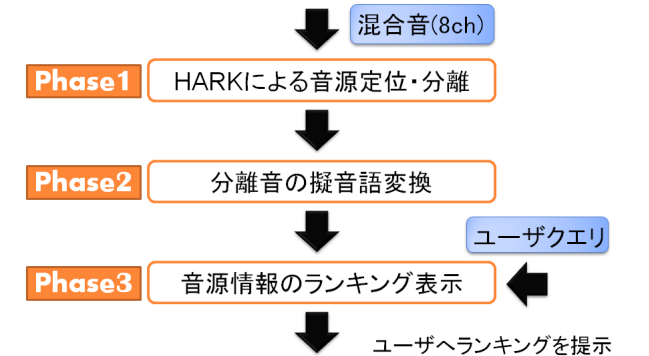 混合音(8ch)
Phase1 HARKによる音源定位・分離
Phase2 分離音の擬音語変換
ユーザクエリ
Phase3 音源情報のランキング表示
ユーザへランキングを提示